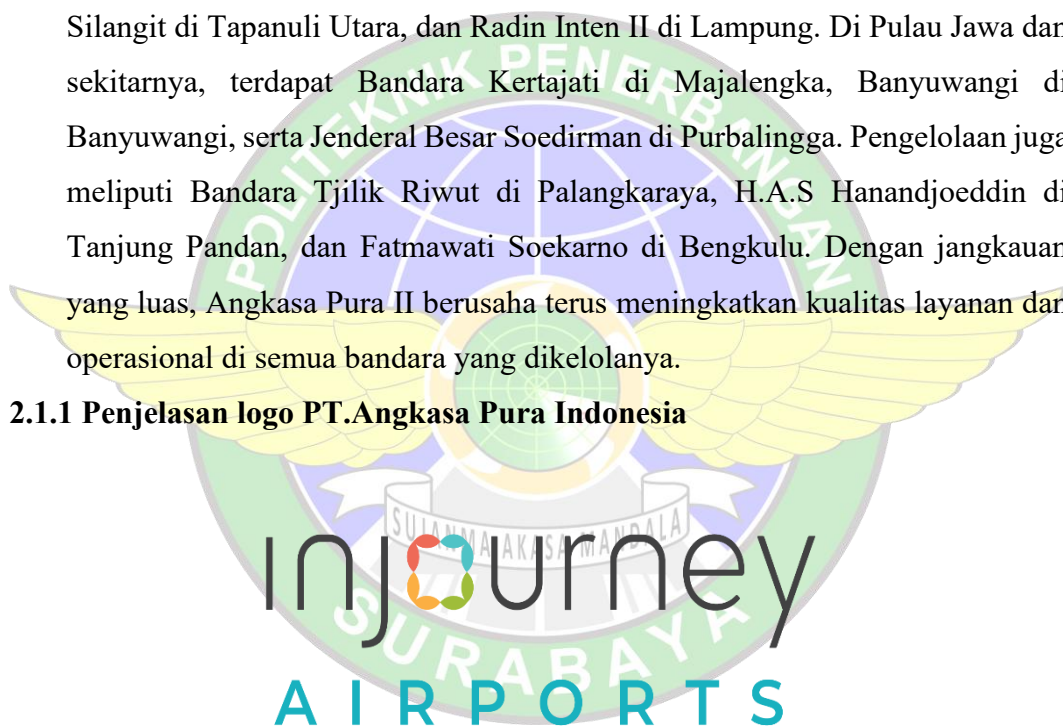 Silangit di Tapanuli Utara, dan Radin Inten II di Lampung. Di Pulau Jawa dan
sekitarnya, terdapat Bandara Kertajati di Majalengka, Banyuwangi di
Banyuwangi, serta Jenderal Besar Soedirman di Purbalingga. Pengelolaan juga
meliputi Bandara Tjilik Riwut di Palangkaraya, H.A.S Hanandjoeddin di
Tanjung Pandan, dan Fatmawati Soekarno di Bengkulu. Dengan jangkauan
yang luas, Angkasa Pura II berusaha terus meningkatkan kualitas layanan dan
operasional di semua bandara yang dikelolanya.
2.1.1 Penjelasan logo PT.Angkasa Pura Indonesia
POLITEKNIK PENERBANGAN
injourney
AIRPORTS
SURABAYA